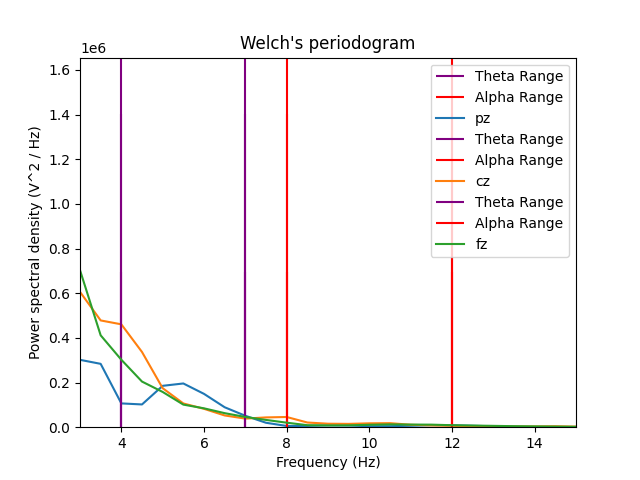 Welch's periodogram
1e6
1.6
1.4
1.2
1.0
0.8
0.6
0.4
0.2
0.0
Power spectral density (V^2 / Hz)
Theta Range
Alpha Range
pz
Theta Range
Alpha Range
cz
Theta Range
Alpha Range
fz
4 6 8 10 12 14
Frequency (Hz)